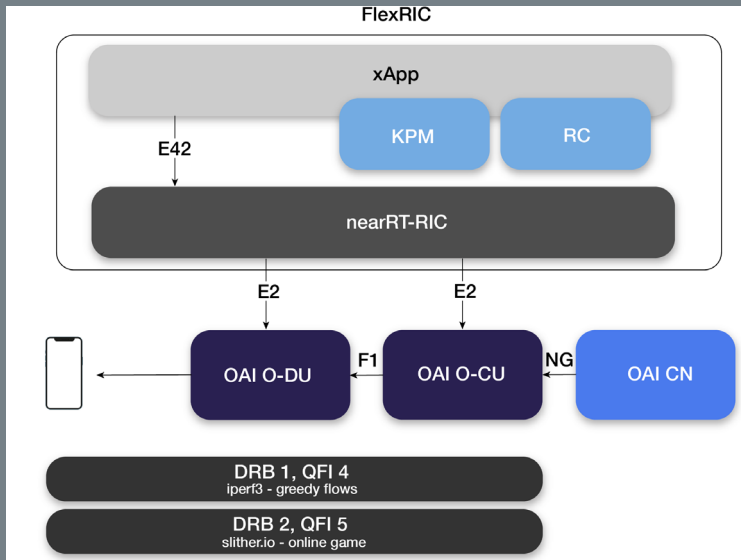 FlexRIC
xApp
KPM
RC
E42
nearRT-RIC
E2
E2
OAI O-DU
F1
OAI O-CU
NG
OAI CN
DRB 1, QFI 4
iperf3 - greedy flows
DRB 2, QFI 5
slither.io - online game